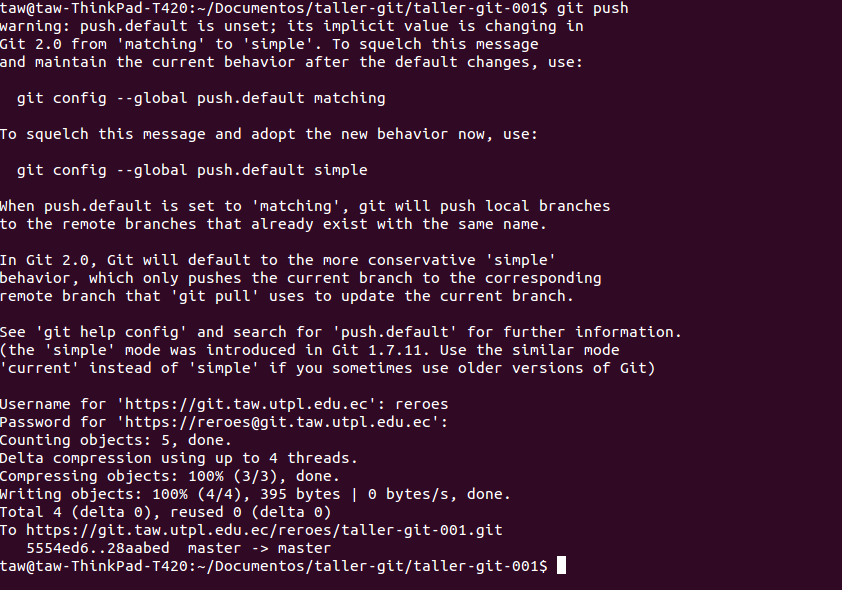 taw@taw-ThinkPad-T420:~/Documentos/taller-git/taller-git-001$ git push
warning: push.default is unset; its implicit value is changing in
Git 2.0 from 'matching' to 'simple'. To squelch this message
and maintain the current behavior after the default changes, use:

  git config --global push.default matching

To squelch this message and adopt the new behavior now, use:

  git config --global push.default simple

When push.default is set to 'matching', git will push local branches
to the remote branches that already exist with the same name.

In Git 2.0, Git will default to the more conservative 'simple'
behavior, which only pushes the current branch to the corresponding
remote branch that 'git pull' uses to update the current branch.

See 'git help config' and search for 'push.default' for further information.
(the 'simple' mode was introduced in Git 1.7.11. Use the similar mode
'current' instead of 'simple' if you sometimes use older versions of Git)

Username for 'https://git.taw.utpl.edu.ec': reroes
Password for 'https://reroes@git.taw.utpl.edu.ec':
Counting objects: 5, done.
Delta compression using up to 4 threads.
Compressing objects: 100% (3/3), done.
Writing objects: 100% (4/4), 395 bytes | 0 bytes/s, done.
Total 4 (delta 0), reused 0 (delta 0)
To https://git.taw.utpl.edu.ec/reroes/taller-git-001.git
   5554ed6..28aabed  master -> master
taw@taw-ThinkPad-T420:~/Documentos/taller-git/taller-git-001$